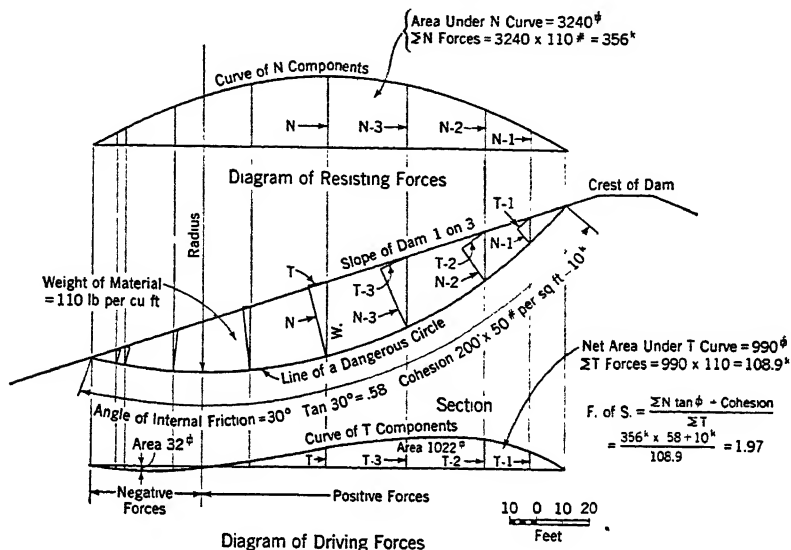 Area Under N Curve = 3240ᶲ
ΣN Forces = 3240 x 110 # = 356ᵏ
Curve of N Components
N
N-3
N-2
N-1
Diagram of Resisting Forces
Crest of Dam
Radius
T-1
Slope of Dam 1 on 3
T
T-2
N-1
Weight of Material
= 110 lb per cu ft
T-3
N-2
N
W.
N-3
Line of a Dangerous Circle
Angle of Internal Friction = 30° Tan 30° = .58 Cohesion 200' x 50 # per sq ft - 10ᵏ
Net Area Under T Curve = 990ᶲ
ΣT Forces = 990 x 110 = 108.9ᵏ
Section
F. of S. = ΣN tan ϕ + Cohesion
ΣT
= 356ᵏ x 58 + 10ᵏ
108.9
= 1.97
Curve of T Components
Area 32ᶲ
Area 1022ᶲ
T
T-3
T-2
T-1
Negative
Forces
Positive Forces
10 0 10 20
Feet
Diagram of Driving Forces